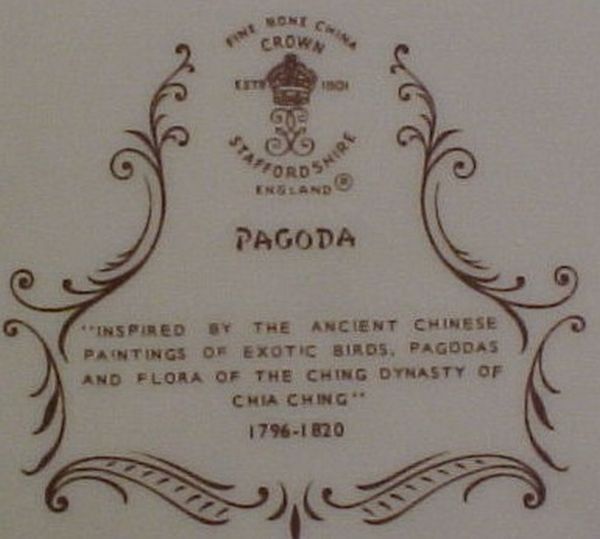 FINE BONE CHINA
CROWN
ESTD 1801
STAFFORDSHIRE
ENGLAND ®
PAGODA
"INSPIRED BY THE ANCIENT CHINESE
PAINTINGS OF EXOTIC BIRDS, PAGODAS
AND FLORA OF THE CHING DYNASTY OF
CHIA CHING"
1796-1820